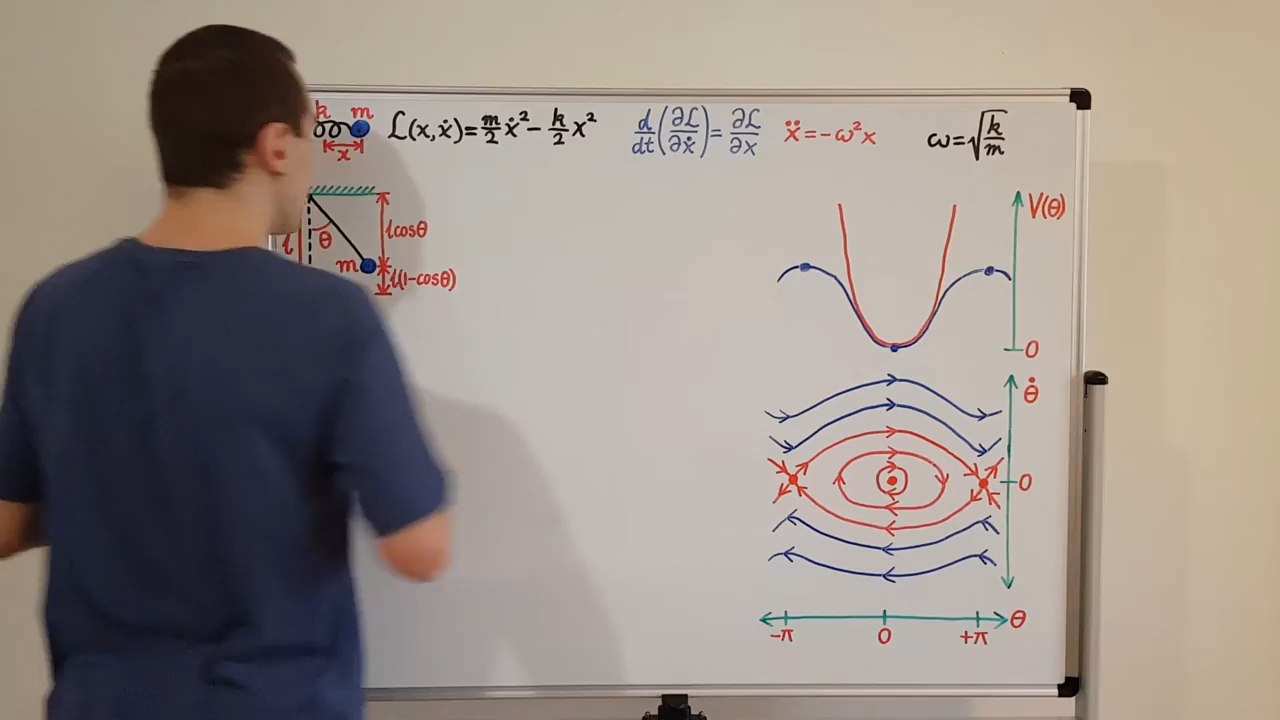 k m ℒ(x,ẋ)=m/2 ẋ²-k/2 x² d/dt(∂ℒ/∂ẋ)=∂ℒ/∂x ẍ=-ω²x ω=√(k/m)
x
V(θ)
l θ lcosθ
m l(1-cosθ)
0
θ̇
0
θ
-π 0 +π